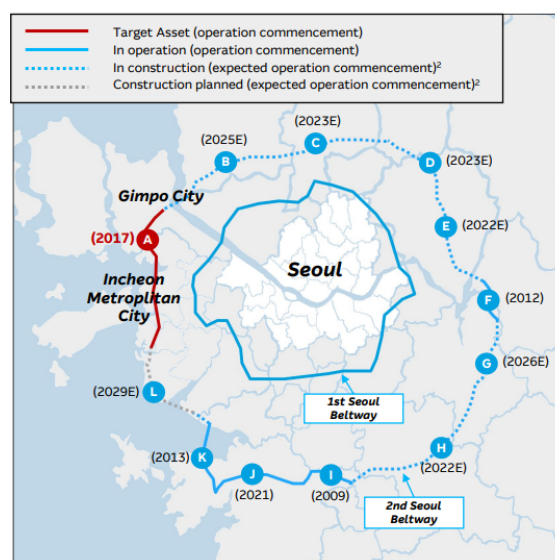 Target Asset (operation commencement)
In operation (operation commencement)
In construction (expected operation commencement)²
Construction planned (expected operation commencement)²
(2023E)
(2025E)
C
B
D
(2023E)
Gimpo City
E
(2022E)
(2017)
A
Seoul
Incheon
Metroplitan
City
F
(2012)
G
(2026E)
(2029E)
L
1st Seoul
Beltway
H
(2022E)
(2013)
K
J
(2021)
I
(2009)
2nd Seoul
Beltway